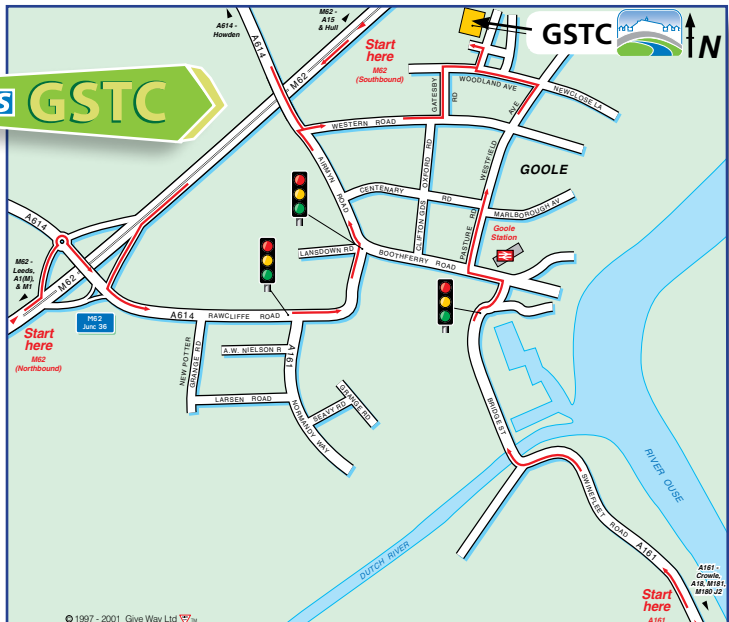 A614 -
Howden
M62 -
A15
& Hull
Start
here
M62
(Southbound)
GSTC
N
S GSTC
A614
M62
GATESBY
RD
WOODLAND AVE
NEWCLOSE LA
WESTERN ROAD
AVE
WESTFIELD
GOOLE
AIRMYN
ROAD
OXFORD RD
CENTENARY
RD
CLIFTON GDS
MARLBOROUGH AV
PASTURE RD
Goole
Station
LANSDOWN RD
BOOTHFERRY ROAD
A614
M62 -
Leeds,
A1(M),
& M1
M62
Start
here
M62
(Northbound)
M62
Junc 36
A614 RAWCLIFFE ROAD
NEW POTTER
GRANGE RD
A.W. NIELSON R
A161
LARSEN ROAD
NORMANDY WAY
SEAVY RD
GRANGE RD
BRIDGE ST
RIVER OUSE
SWINEFLEET
ROAD
A161
DUTCH RIVER
A161 -
Crowle,
A18, M181,
M180 J2
Start
here
A161
© 1997 - 2001 Give Way Ltd